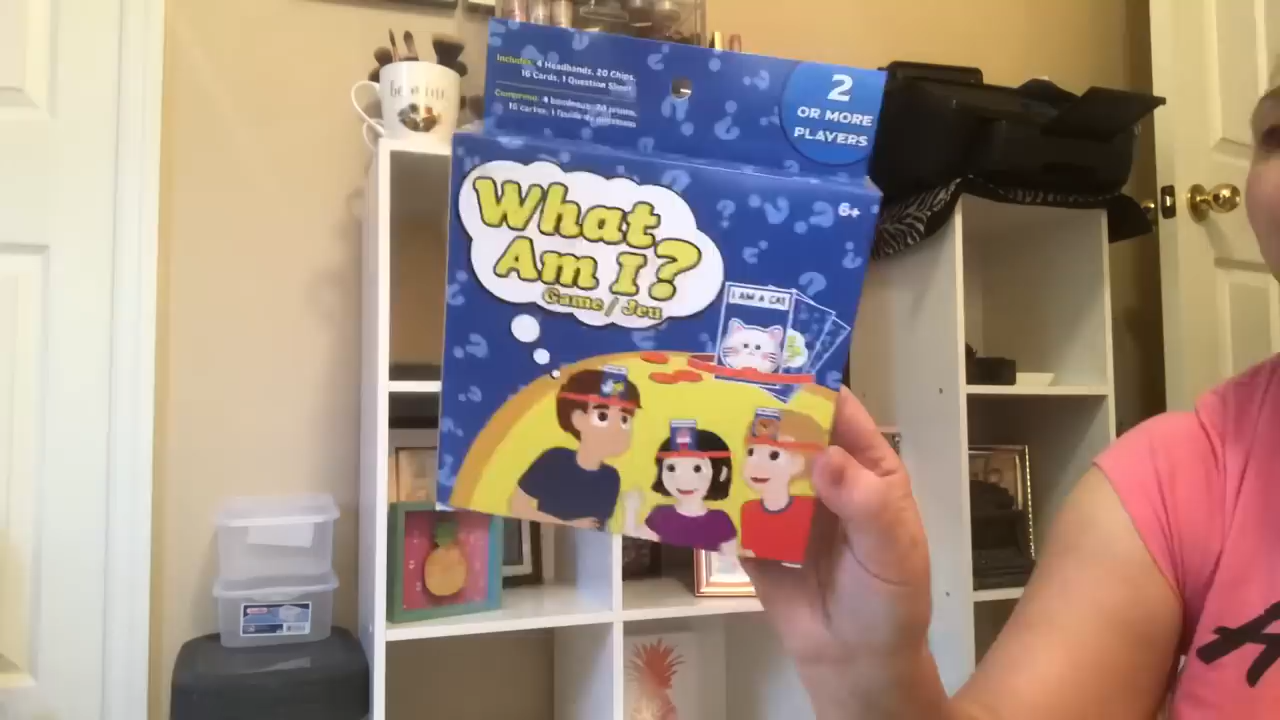 Includes: 4 Headbands, 20 Chips,
16 Cards, 1 Question Sheet
Comprend: 4 bandeaux, 20 jetons,
16 cartes, 1 feuille de questions
2
OR MORE
PLAYERS
6+
What
Am I?
Game / Jeu
I AM A CAT
be a